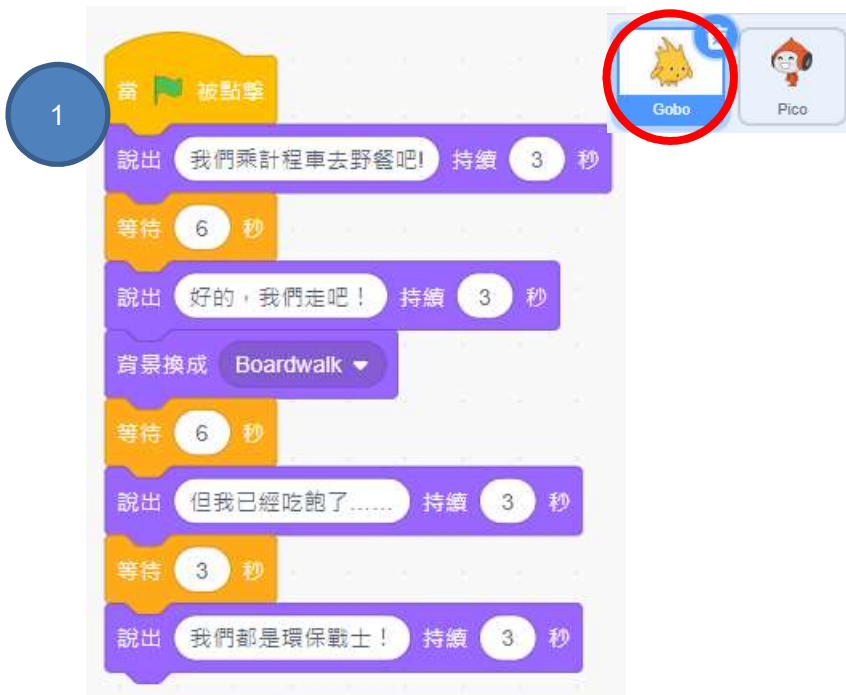 1
當 被點擊
說出 我們乘計程車去野餐吧! 持續 3 秒
等待 6 秒
說出 好的，我們走吧！ 持續 3 秒
背景換成 Boardwalk
等待 6 秒
說出 但我已經吃飽了...... 持續 3 秒
等待 3 秒
說出 我們都是環保戰士！ 持續 3 秒
Gobo
Pico